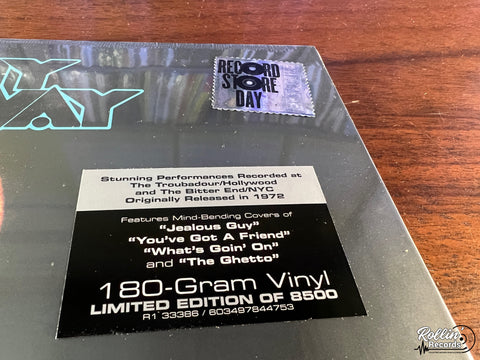 RECORD
STORE
DAY
Stunning Performances Recorded at
The Troubadour/Hollywood
and The Bitter End/NYC
Originally Released in 1972
Features Mind-Bending Covers of
"Jealous Guy"
"You've Got A Friend"
"What's Goin' On"
and "The Ghetto"
180-Gram Vinyl
LIMITED EDITION OF 8500
R1 33386 / 603497844753
Rollin'
Records